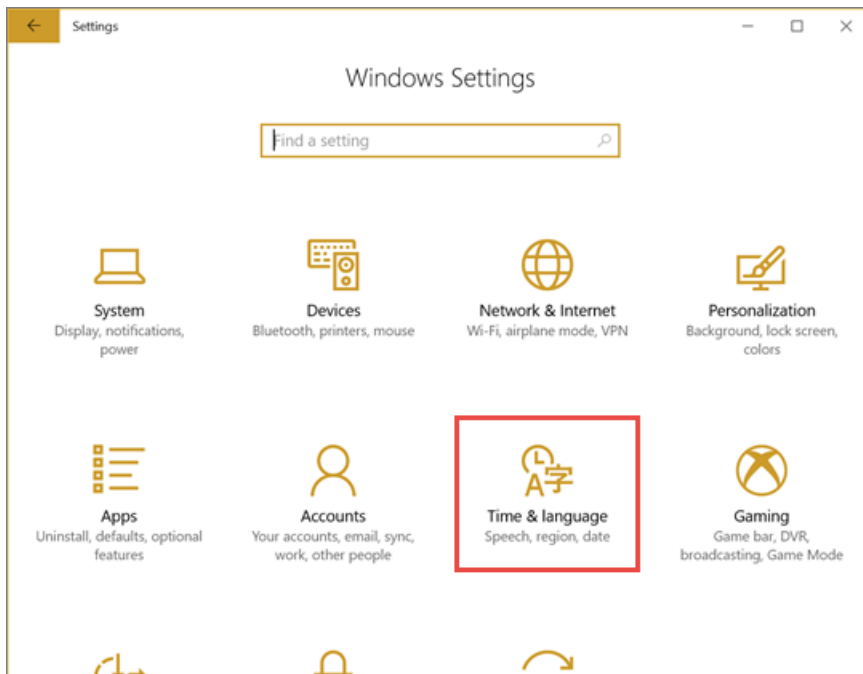 Settings
Windows Settings
Find a setting
System
Display, notifications,
power
Devices
Bluetooth, printers, mouse
Network & Internet
Wi-Fi, airplane mode, VPN
Personalization
Background, lock screen,
colors
Apps
Uninstall, defaults, optional
features
Accounts
Your accounts, email, sync,
work, other people
A字
Time & language
Speech, region, date
Gaming
Game bar, DVR,
broadcasting, Game Mode